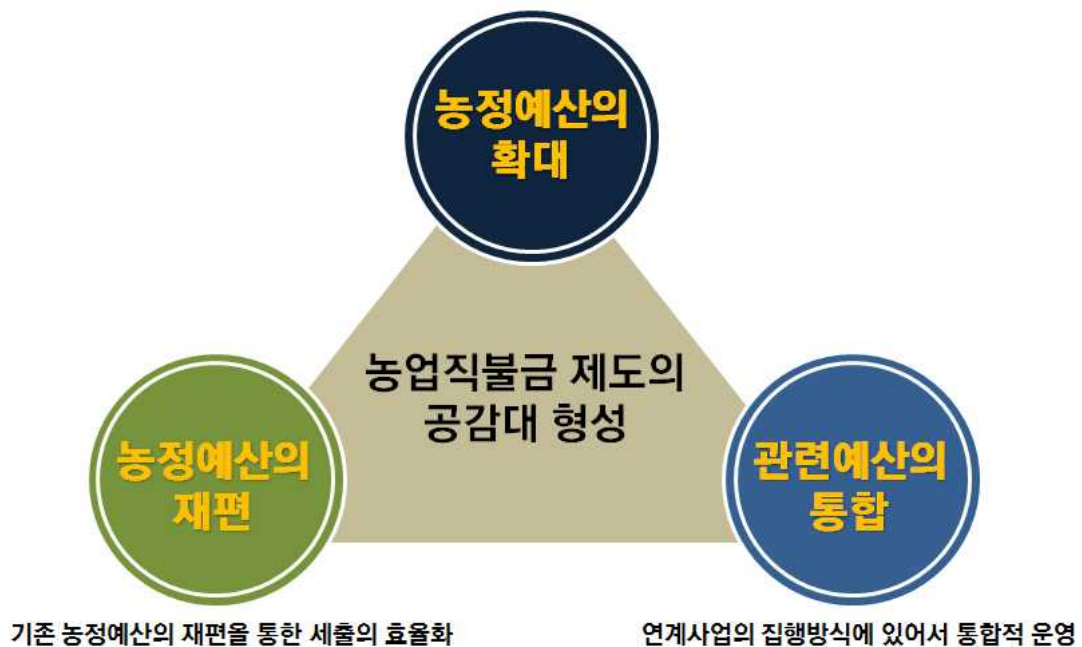 농정예산의
확대
농업직불금 제도의
공감대 형성
농정예산의
재편
관련예산의
통합
기존 농정예산의 재편올 통한 세출의 효율화
연계사업의 집행방식에 있어서 통합적 운영